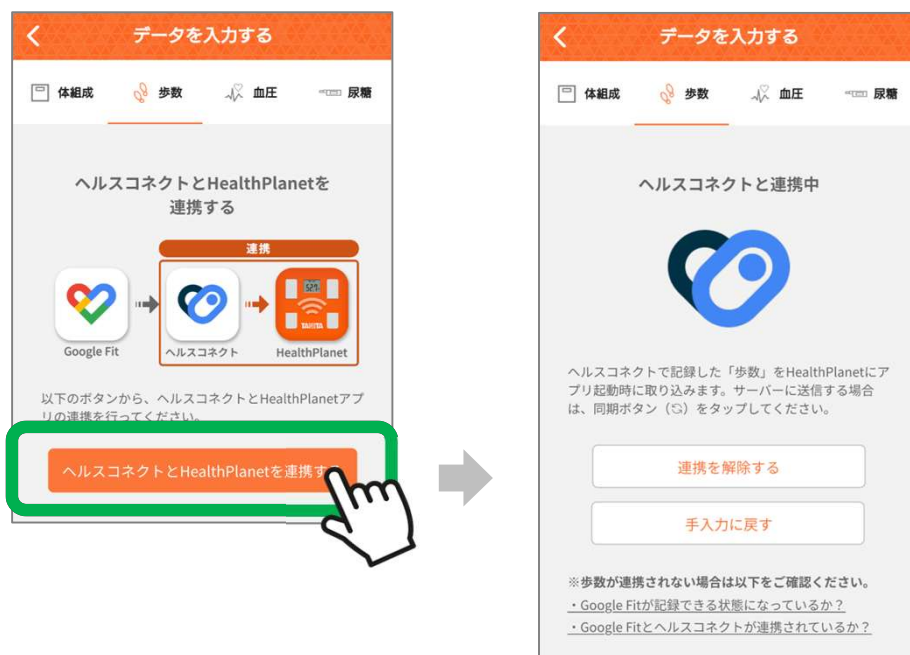 データを入力する
体組成
歩数
血圧
尿糖
ヘルスコネクトとHealthPlanetを
連携する
連携
TANITA
Google Fit
ヘルスコネクト
HealthPlanet
以下のボタンから、ヘルスコネクトとHealthPlanetアプ
リの連携を行ってください。
ヘルスコネクトとHealthPlanetを連携す
データを入力する
体組成
歩数
血圧
尿糖
ヘルスコネクトと連携中
ヘルスコネクトで記録した「歩数」をHealthPlanetにア
プリ起動時に取り込みます。サーバーに送信する場合
は、同期ボタン（）をタップしてください。
連携を解除する
手入力に戻す
※歩数が連携されない場合は以下をご確認ください。
・Google Fitが記録できる状態になっているか？
・Google Fitとヘルスコネクトが連携されているか？